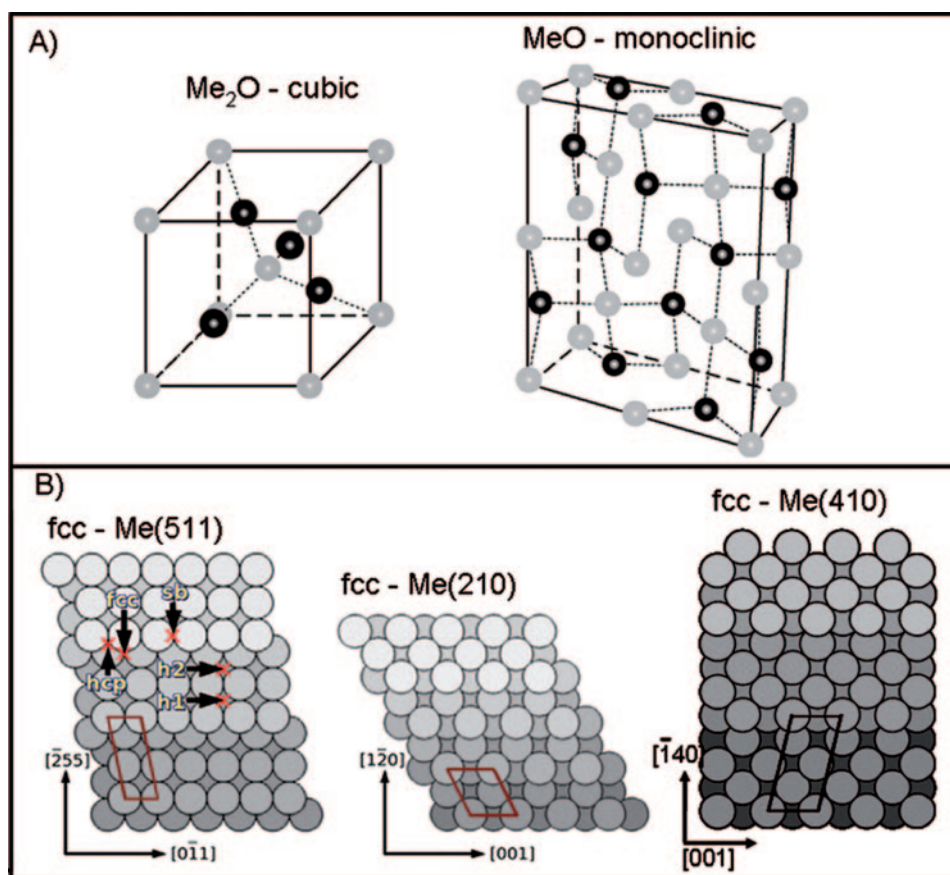 A)
MeO - monoclinic
Me₂O - cubic
B)
fcc - Me(511)
fcc - Me(210)
fcc - Me(410)
fcc
sb
hcp
h2
h1
[2̅55]
[01̅1]
[12̅0]
[001]
[1̅40]
[001]